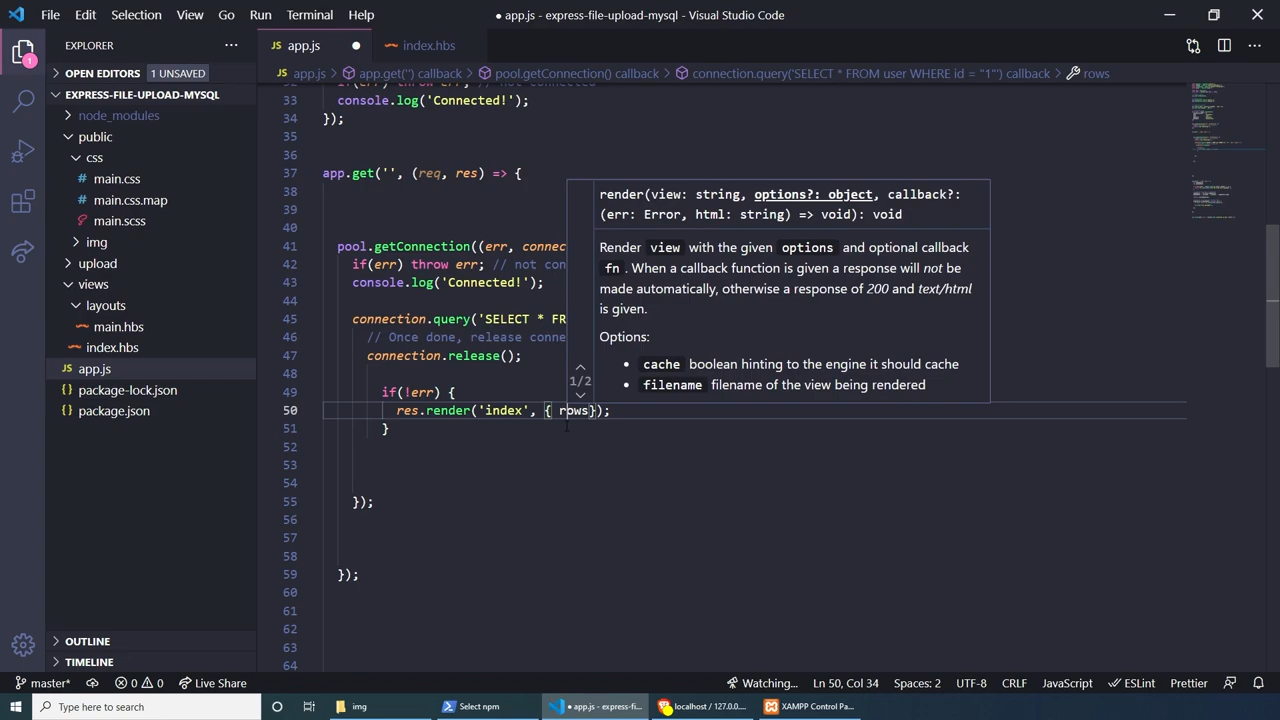 File Edit Selection View Go Run Terminal Help
● app.js - express-file-upload-mysql - Visual Studio Code
EXPLORER
OPEN EDITORS 1 UNSAVED
EXPRESS-FILE-UPLOAD-MYSQL
node_modules
public
css
main.css
main.css.map
main.scss
img
upload
views
layouts
main.hbs
index.hbs
app.js
package-lock.json
package.json
OUTLINE
TIMELINE
JS app.js ● index.hbs
JS app.js > app.get('') callback > pool.getConnection() callback > connection.query('SELECT * FROM user WHERE id = "1"') callback > rows
33 console.log('Connected!');
34 });
35
36
37 app.get('', (req, res) => {
38
39
40
41 pool.getConnection((err, connec
42 if(err) throw err; // not con
43 console.log('Connected!');
44
45 connection.query('SELECT * FR
46 // Once done, release conne
47 connection.release();
48
49 if(!err) {
50 res.render('index', { rows});
51 }
52
53
54
55 });
56
57
58
59 });
60
61
62
63
64
render(view: string, options?: object, callback?:
(err: Error, html: string) => void): void
Render view with the given options and optional callback
fn . When a callback function is given a response will not be
made automatically, otherwise a response of 200 and text/html
is given.
Options:
• cache boolean hinting to the engine it should cache
• filename filename of the view being rendered
1/2
master* 0 0 Live Share
Watching... Ln 50, Col 34 Spaces: 2 UTF-8 CRLF JavaScript ESLint Prettier
Type here to search
img
Select npm
● app.js - express-fi...
localhost / 127.0.0....
XAMPP Control Pa...